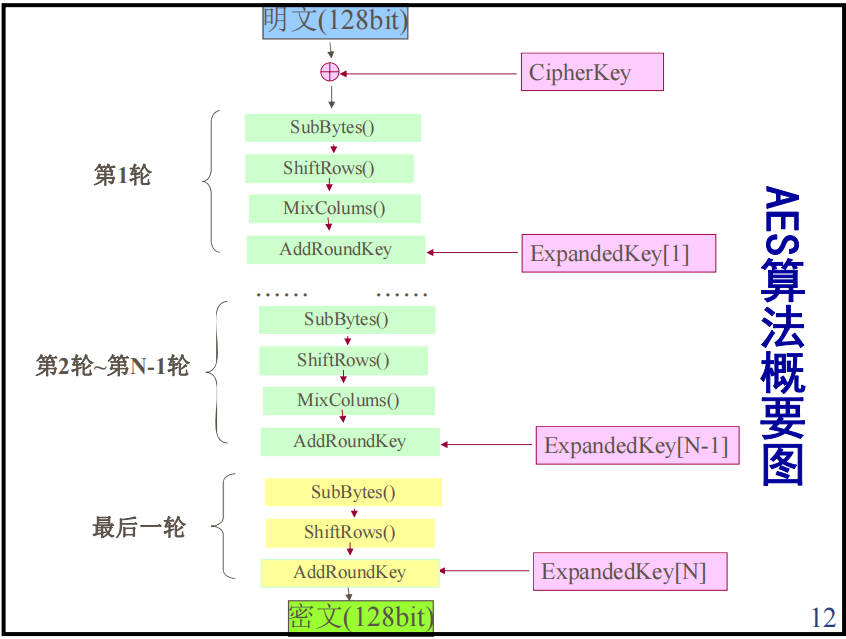 明文(128bit)
CipherKey
SubBytes()
ShiftRows()
MixColums()
AddRoundKey
第1轮
ExpandedKey[1]
…… ……
SubBytes()
ShiftRows()
MixColums()
AddRoundKey
第2轮~第N-1轮
ExpandedKey[N-1]
SubBytes()
ShiftRows()
AddRoundKey
最后一轮
ExpandedKey[N]
密文(128bit)
AES算法概要图
12